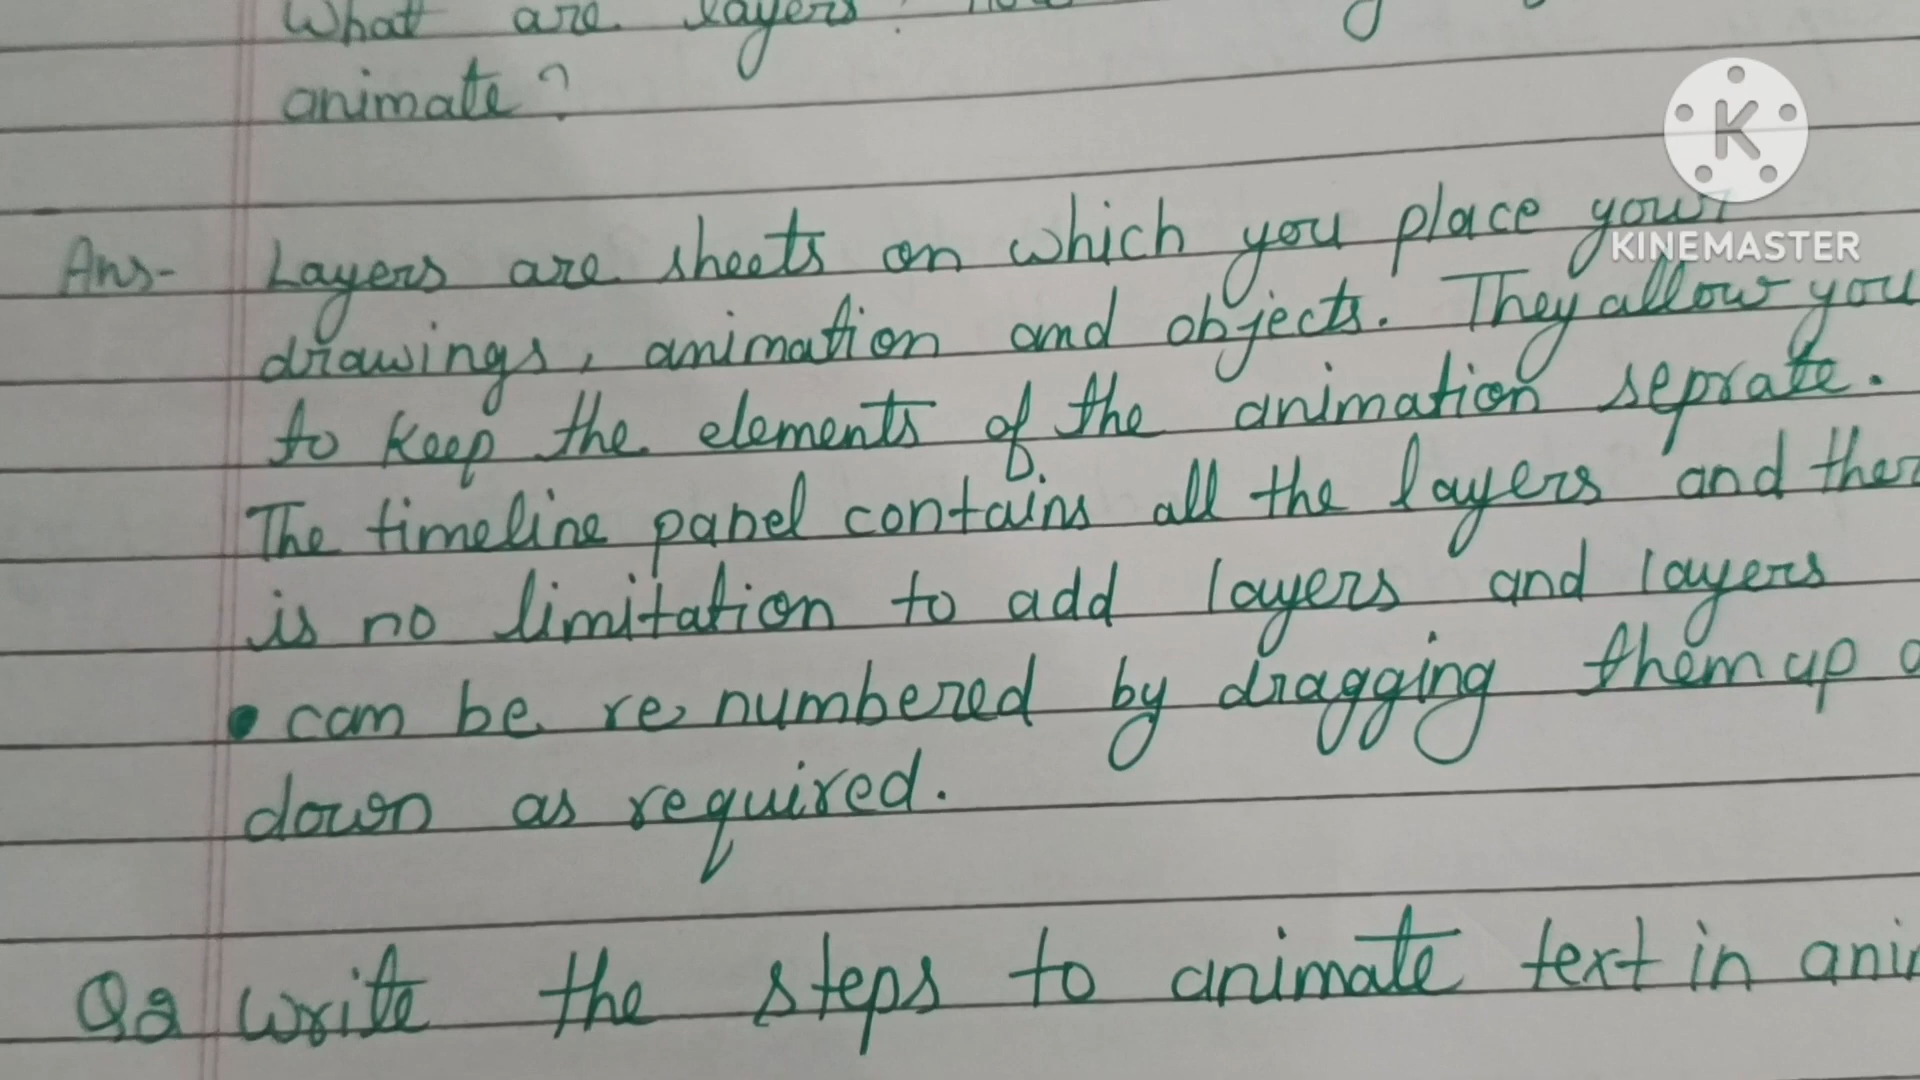 What are layers
animate?
KINEMASTER
Ans- Layers are sheets on which you place your
drawings, animation and objects. They allow you
to keep the elements of the animation seprate.
The timeline panel contains all the layers and ther
is no limitation to add layers and layers
can be re numbered by dragging them up
down as required.
Q2 write the steps to animate text in ani